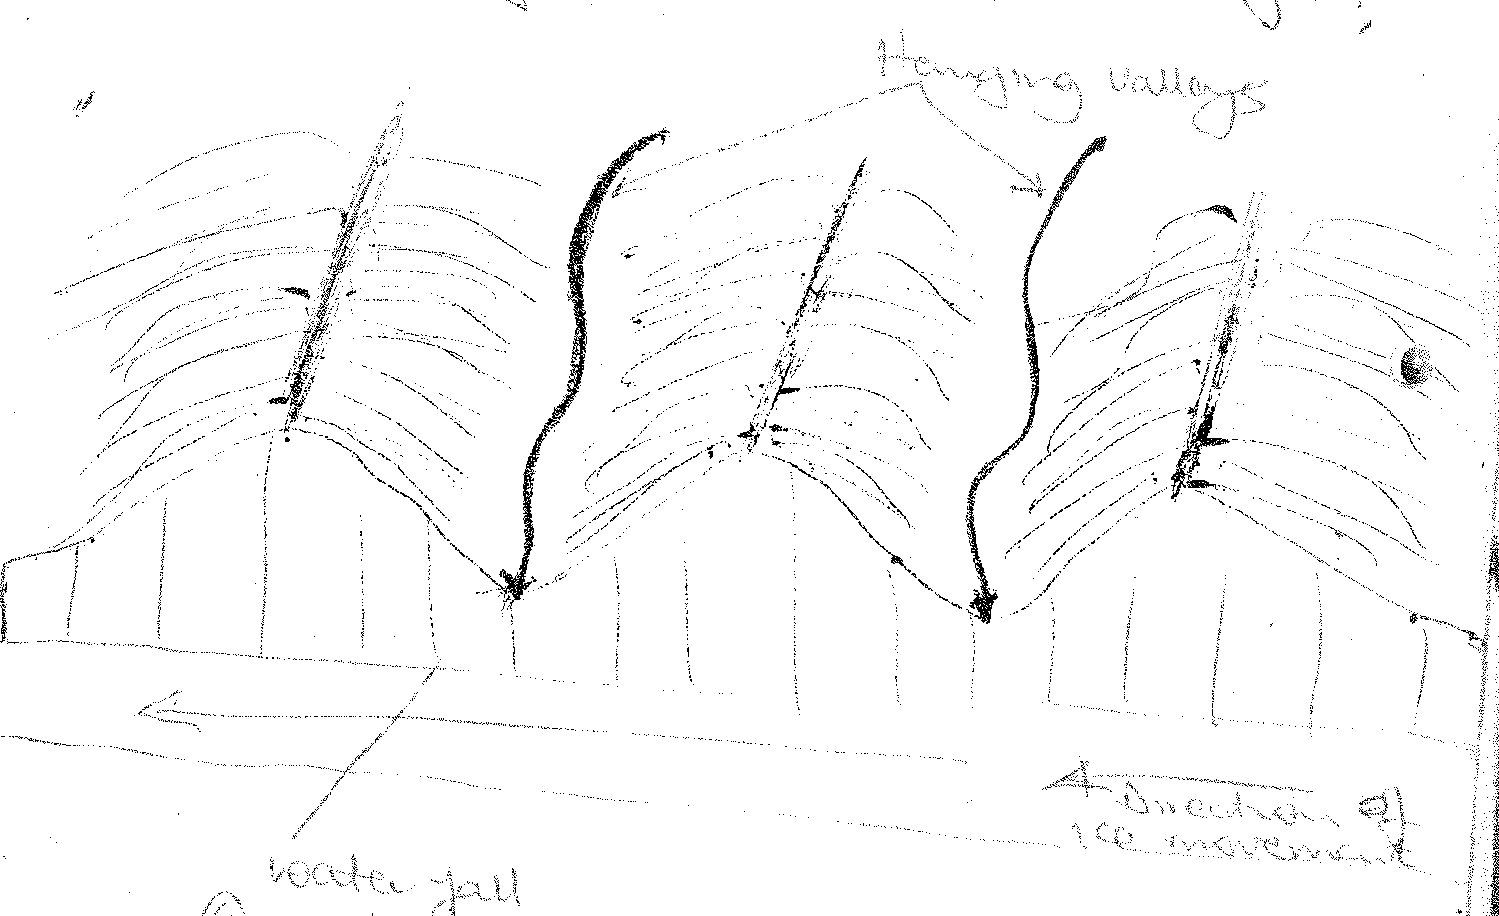 Hanging valleys
Direction of
ice movement
water fall